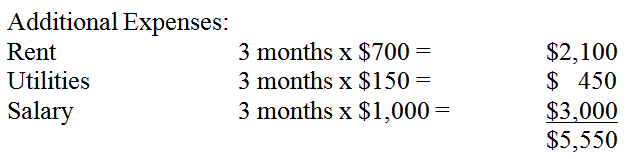 Additional Expenses:
Rent 3 months x $700 = $2,100
Utilities 3 months x $150 = $ 450
Salary 3 months x $1,000 = $3,000
$5,550